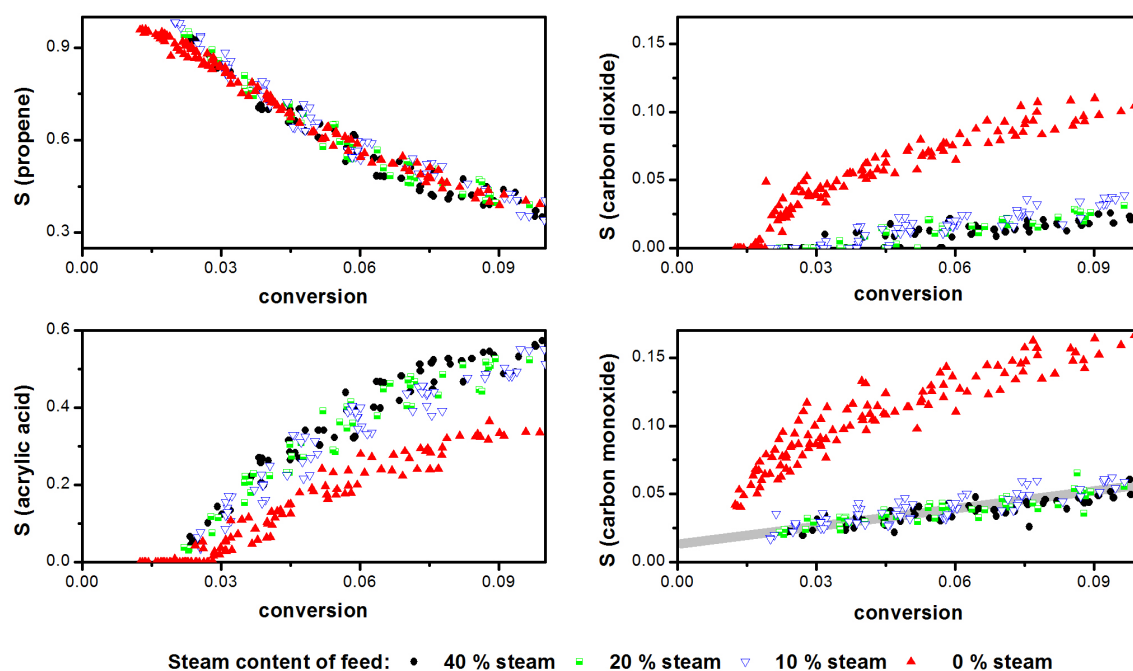 0.9
0.6
0.3
S (propene)
0.00 0.03 0.06 0.09
conversion
0.15
0.10
0.05
0.00
S (carbon dioxide)
0.00 0.03 0.06 0.09
conversion
0.6
0.4
0.2
0.0
S (acrylic acid)
0.00 0.03 0.06 0.09
conversion
0.15
0.10
0.05
0.00
S (carbon monoxide)
0.00 0.03 0.06 0.09
conversion
Steam content of feed: 40 % steam 20 % steam 10 % steam 0 % steam